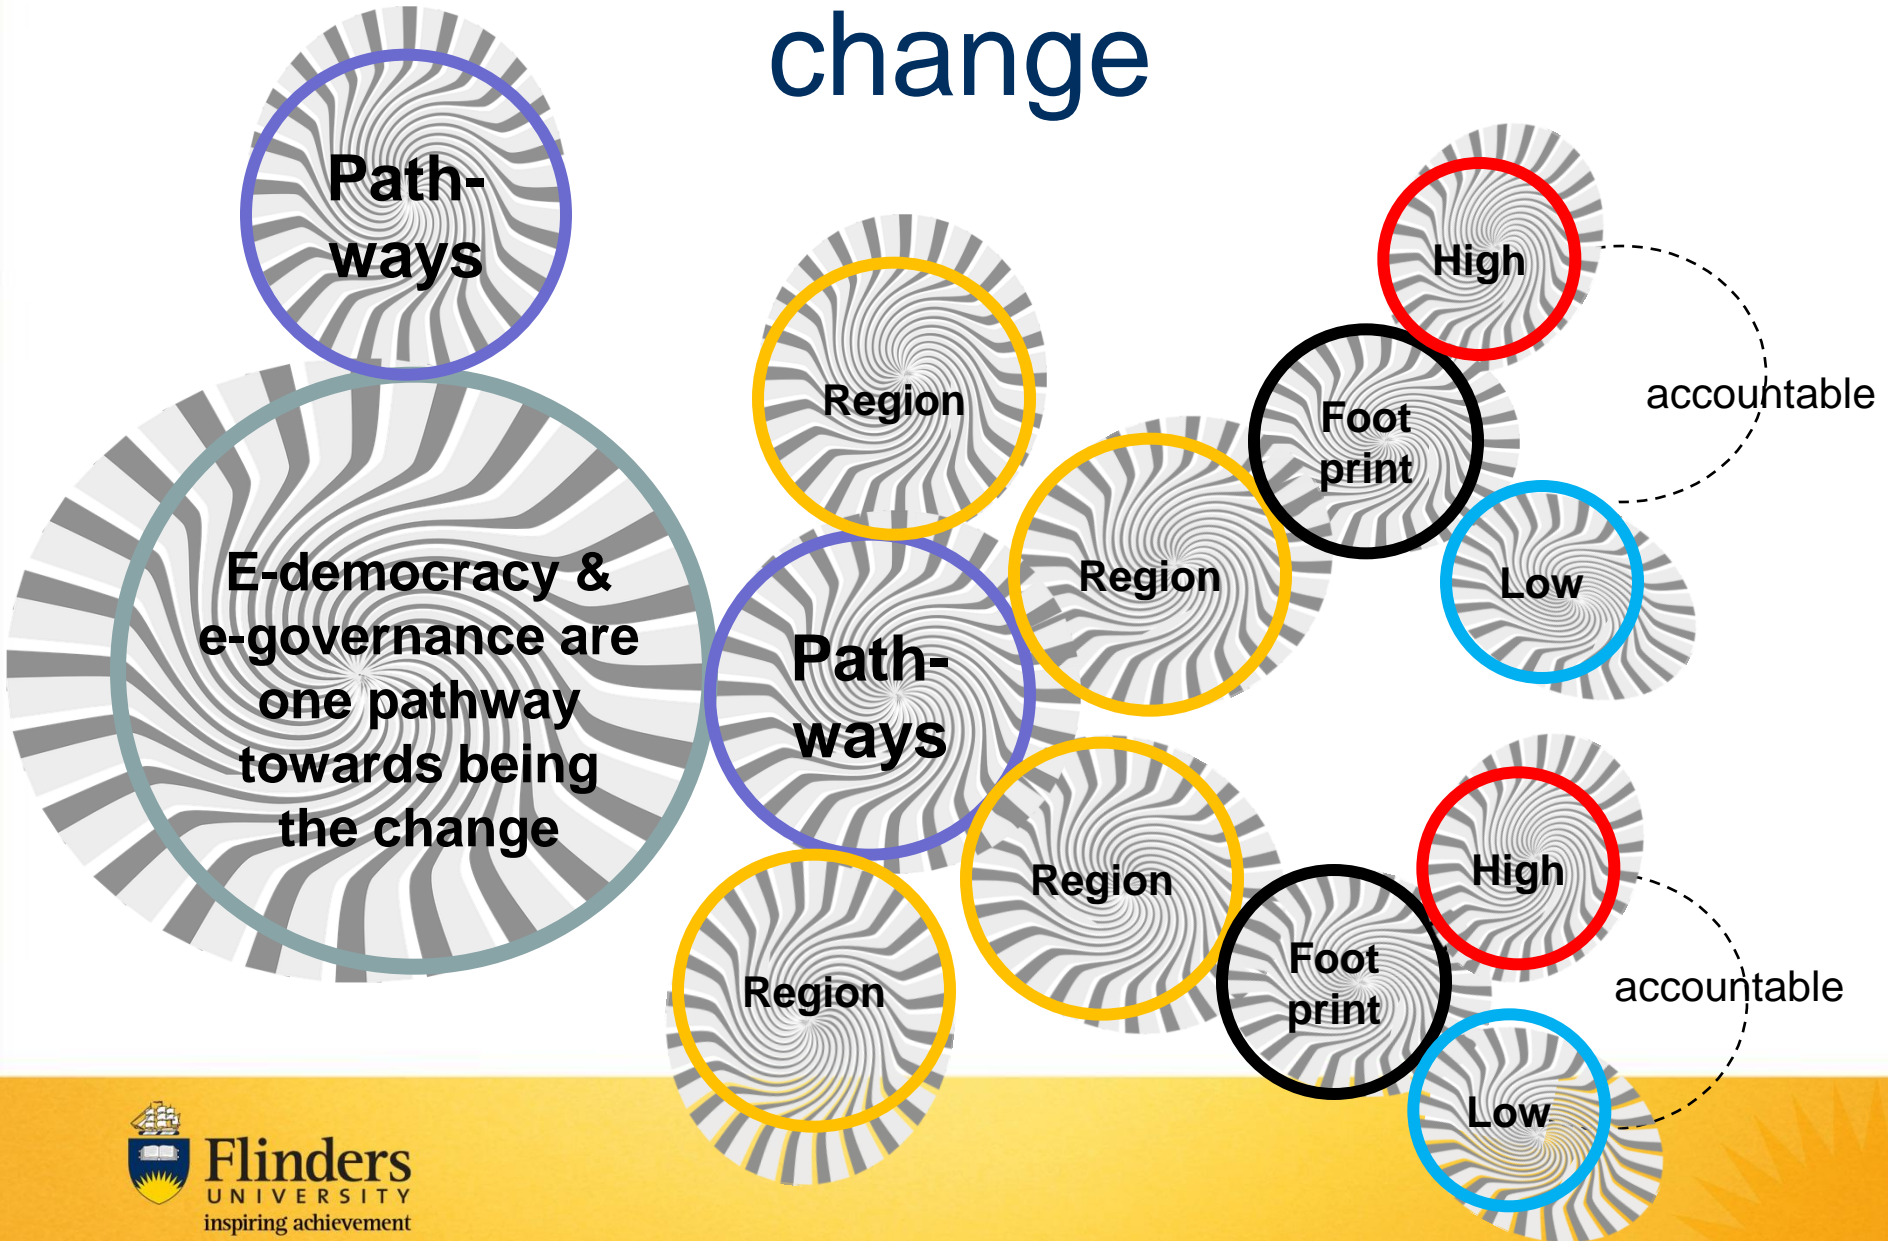 change
Path-
ways
High
Region
accountable
Foot
print
E-democracy &
e-governance are
one pathway
towards being
the change
Region
Low
Path-
ways
Region
High
Region
Foot
print
accountable
Low
Flinders
UNIVERSITY
inspiring achievement